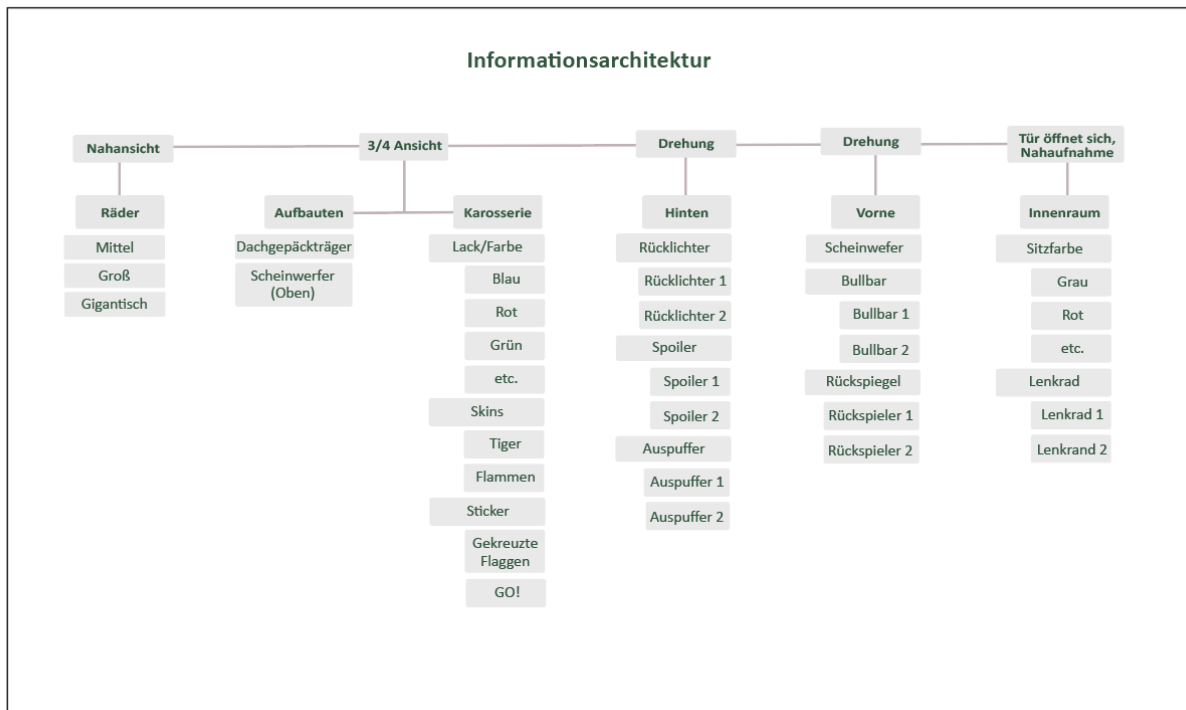 Informationsarchitektur
Nahansicht
3/4 Ansicht
Drehung
Drehung
Tür öffnet sich,
Nahaufnahme
Räder
Mittel
Groß
Gigantisch
Aufbauten
Dachgepäckträger
Scheinwerfer
(Oben)
Karosserie
Lack/Farbe
Blau
Rot
Grün
etc.
Skins
Tiger
Flammen
Sticker
Gekreuzte
Flaggen
GO!
Hinten
Rücklichter
Rücklichter 1
Rücklichter 2
Spoiler
Spoiler 1
Spoiler 2
Auspuffer
Auspuffer 1
Auspuffer 2
Vorne
Scheinwefer
Bullbar
Bullbar 1
Bullbar 2
Rückspiegel
Rückspieler 1
Rückspieler 2
Innenraum
Sitzfarbe
Grau
Rot
etc.
Lenkrad
Lenkrad 1
Lenkrand 2